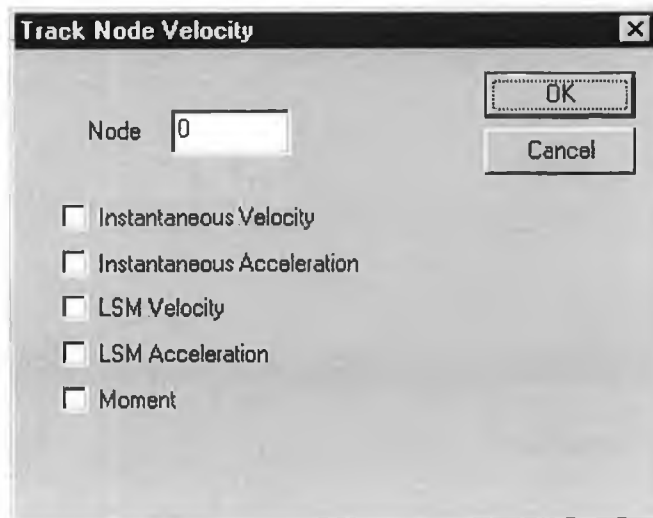 Track Node Velocity
Node 0
OK
Cancel
Instantaneous Velocity
Instantaneous Acceleration
LSM Velocity
LSM Acceleration
Moment